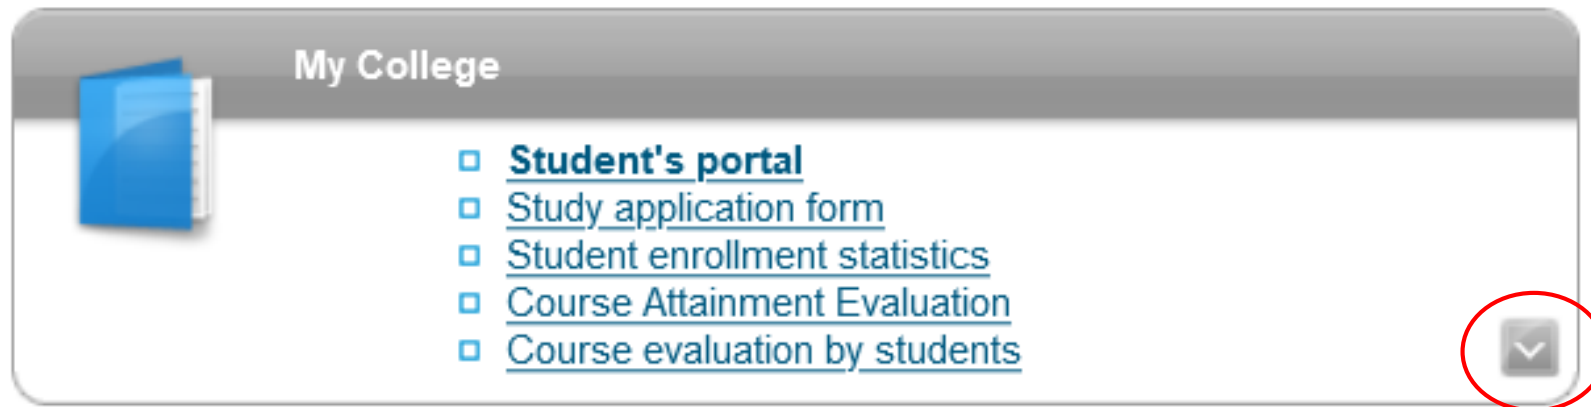 My College
Student's portal
Study application form
Student enrollment statistics
Course Attainment Evaluation
Course evaluation by students